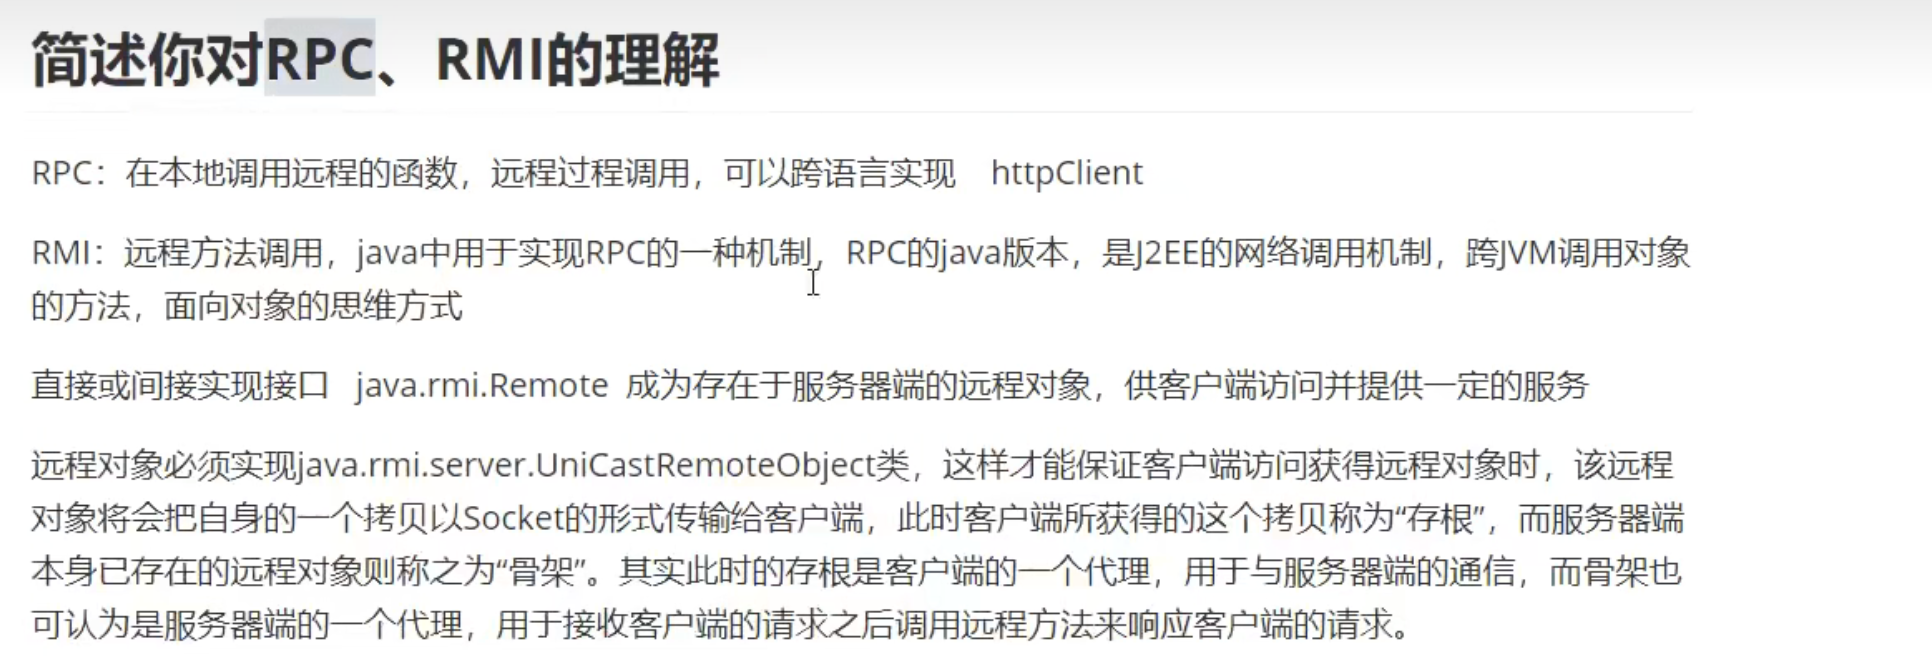 简述你对RPC、RMI的理解
RPC：在本地调用远程的函数，远程过程调用，可以跨语言实现 httpClient
RMI：远程方法调用，java中用于实现RPC的一种机制，RPC的java版本，是J2EE的网络调用机制，跨JVM调用对象
的方法，面向对象的思维方式
直接或间接实现接口 java.rmi.Remote 成为存在于服务器端的远程对象，供客户端访问并提供一定的服务
远程对象必须实现java.rmi.server.UniCastRemoteObject类，这样才能保证客户端访问获得远程对象时，该远程
对象将会把自身的一个拷贝以Socket的形式传输给客户端，此时客户端所获得的这个拷贝称为“存根”，而服务器端
本身已存在的远程对象则称之为“骨架”。其实此时的存根是客户端的一个代理，用于与服务器端的通信，而骨架也
可认为是服务器端的一个代理，用于接收客户端的请求之后调用远程方法来响应客户端的请求。